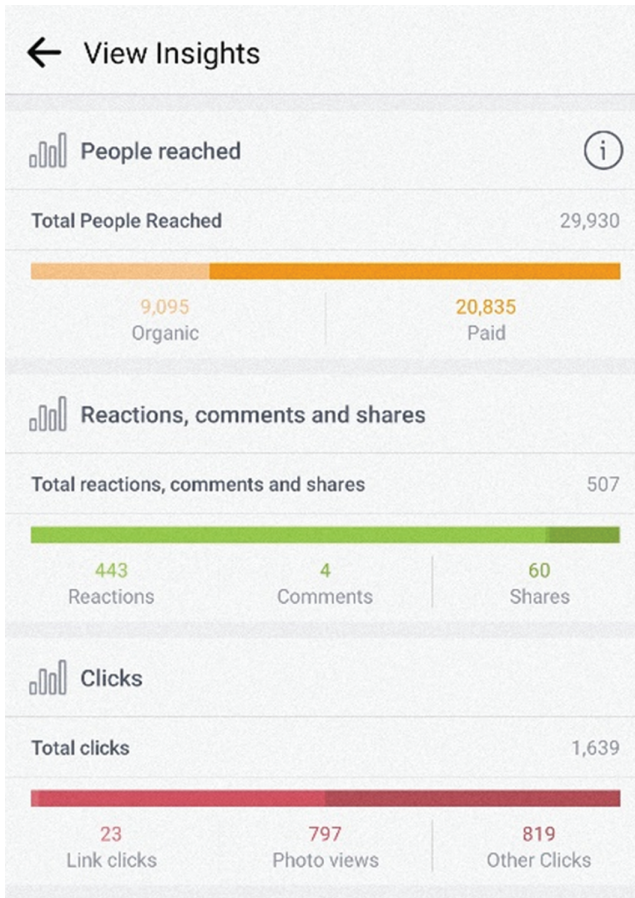 View Insights
People reached
Total People Reached 29,930
9,095 20,835
Organic Paid
Reactions, comments and shares
Total reactions, comments and shares 507
443 4 60
Reactions Comments Shares
Clicks
Total clicks 1,639
23 797 819
Link clicks Photo views Other Clicks